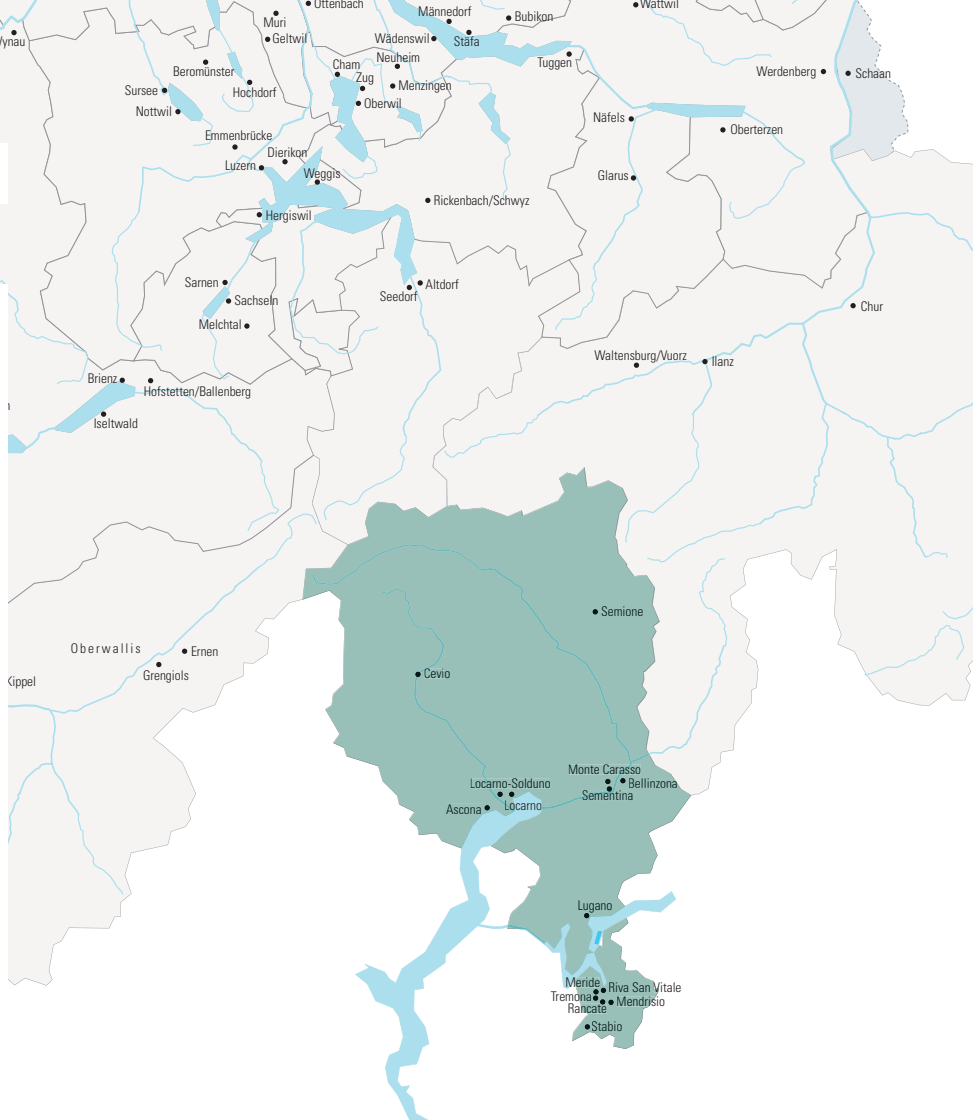 Ottenbach
Wattwil
Männedorf
Bubikon
Muri
Geltwil
Wädenswil
Stäfa
Neuheim
Tuggen
Cham
Zug
Beromünster
Menzingen
Werdenberg
Schaan
Sursee
Hochdorf
Oberwil
Nottwil
Näfels
Oberterzen
Emmenbrücke
Dierikon
Luzern
Weggis
Glarus
Rickenbach/Schwyz
Hergiswil
Sarnen
Altdorf
Seedorf
Sachseln
Chur
Melchtal
Waltensburg/Vuorz
Ilanz
Brienz
Hofstetten/Ballenberg
Iseltwald
Semione
Oberwallis
Ernen
Grengiols
Cevio
Kippel
Monte Carasso
Locarno-Solduno
Bellinzona
Sementina
Ascona
Locarno
Lugano
Meride
Riva San Vitale
Tremona
Mendrisio
Rancate
Stabio